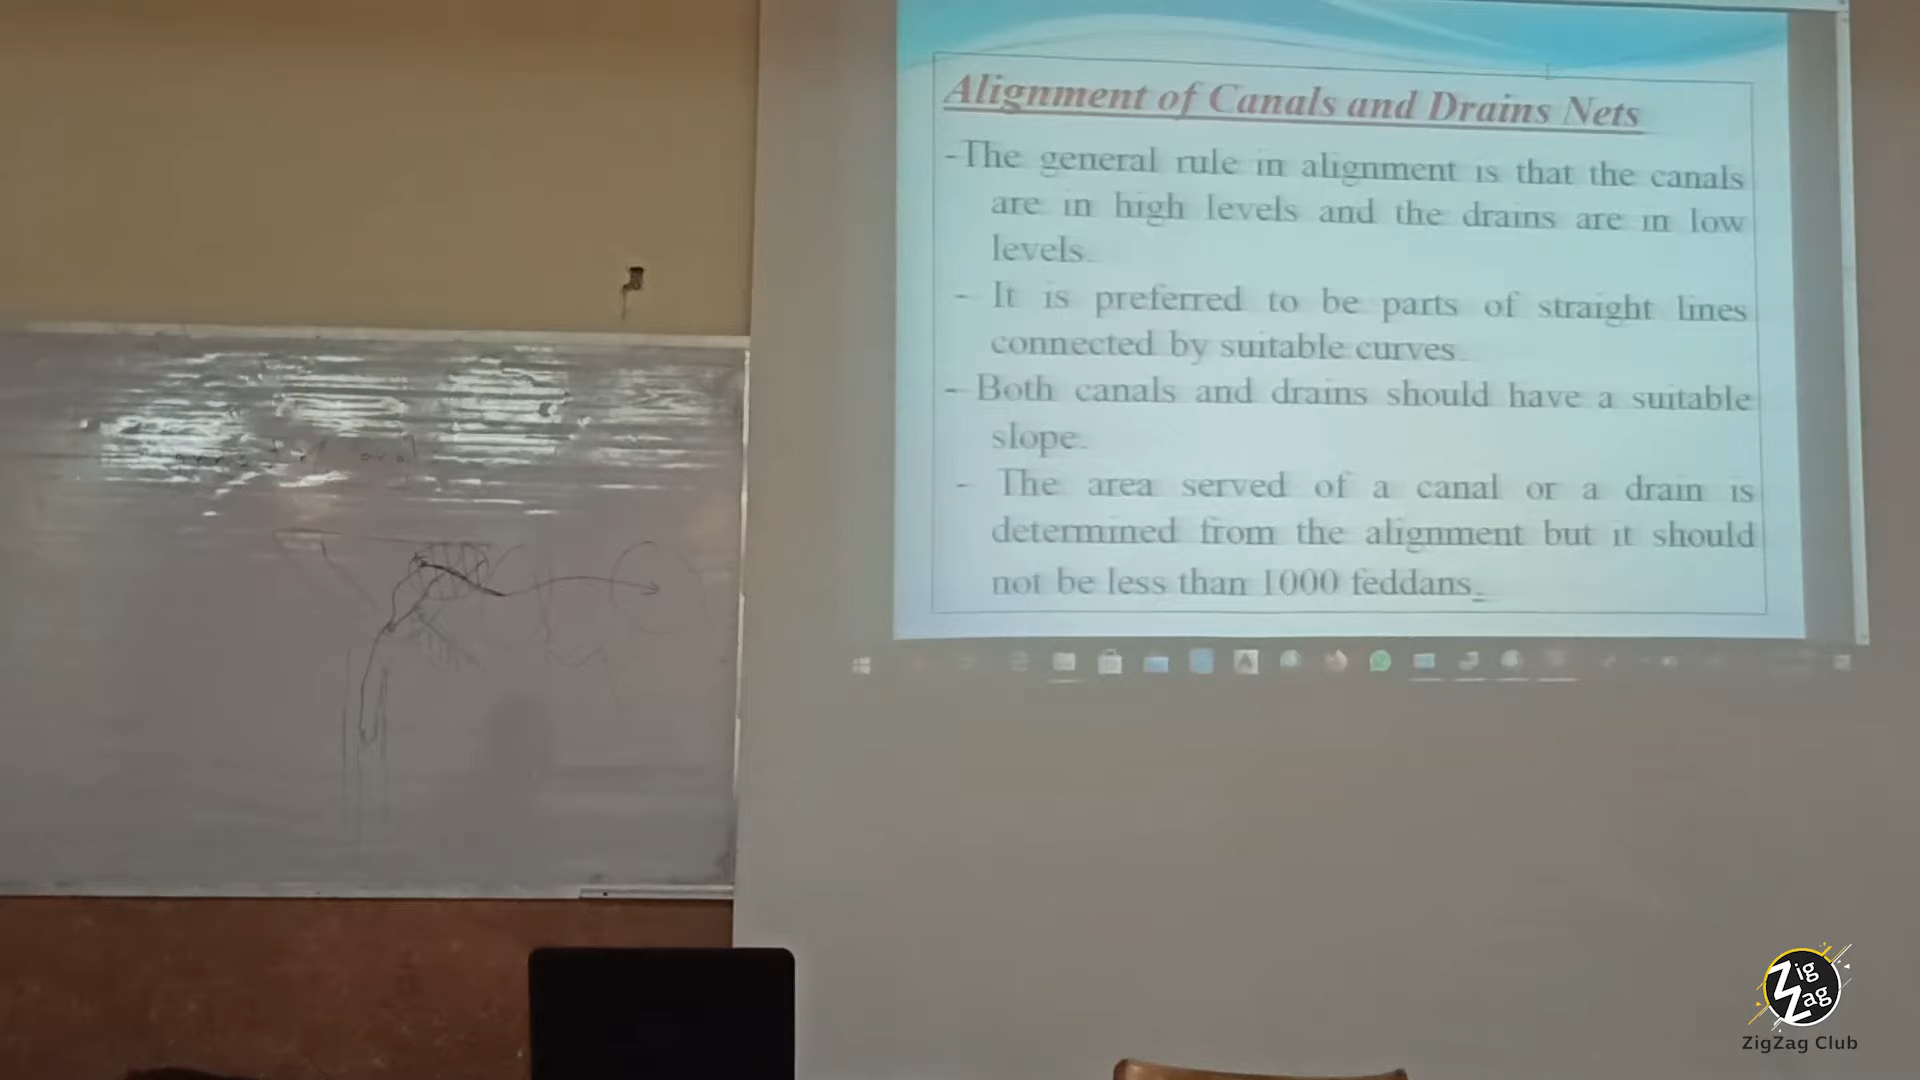 Alignment of Canals and Drains Nets
-The general rule in alignment is that the canals
are in high levels and the drains are in low
levels.
- It is preferred to be parts of straight lines
connected by suitable curves.
- Both canals and drains should have a suitable
slope.
- The area served of a canal or a drain is
determined from the alignment but it should
not be less than 1000 feddans.
Zig
Zag
ZigZag Club